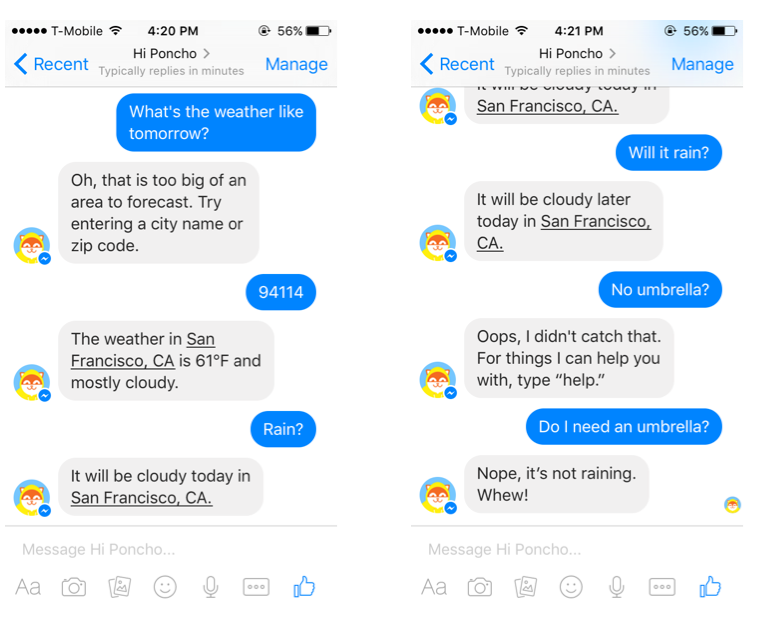 T-Mobile 4:20 PM 56%
Recent Hi Poncho Manage
Typically replies in minutes
What's the weather like
tomorrow?
Oh, that is too big of an
area to forecast. Try
entering a city name or
zip code.
94114
The weather in San
Francisco, CA is 61°F and
mostly cloudy.
Rain?
It will be cloudy today in
San Francisco, CA.
Message Hi Poncho...
Aa
T-Mobile 4:21 PM 56%
Recent Hi Poncho Manage
Typically replies in minutes
It will be cloudy today in
San Francisco, CA.
Will it rain?
It will be cloudy later
today in San Francisco,
CA.
No umbrella?
Oops, I didn't catch that.
For things I can help you
with, type “help.”
Do I need an umbrella?
Nope, it’s not raining.
Whew!
Message Hi Poncho...
Aa